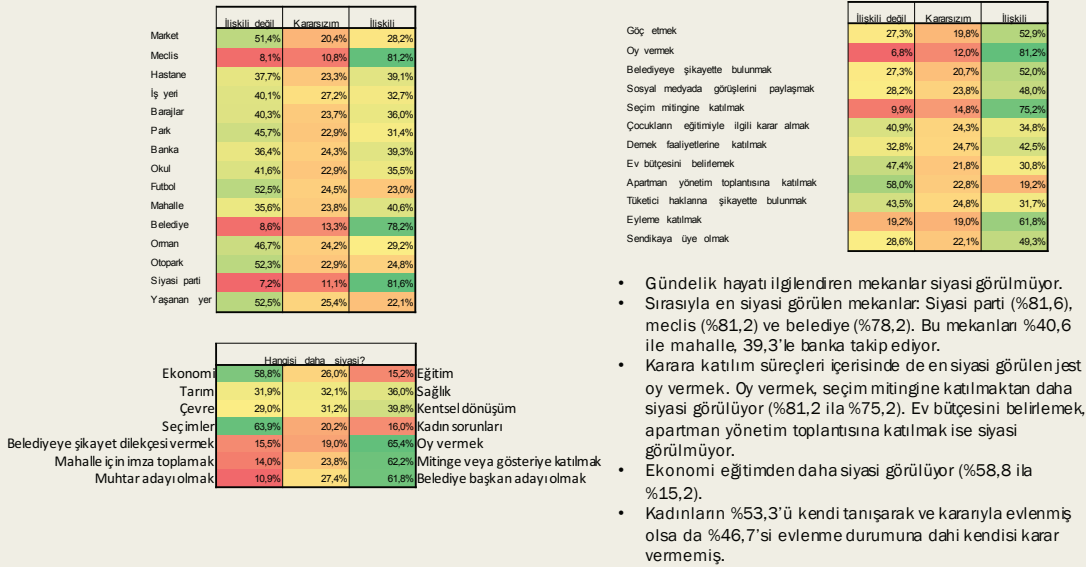 İlişkili değil Kararsızım İlişkili
Market 51,4% 20,4% 28,2%
Meclis 8,1% 10,8% 81,2%
Hastane 37,7% 23,3% 39,1%
İş yeri 40,1% 27,2% 32,7%
Barajlar 40,3% 23,7% 36,0%
Park 45,7% 22,9% 31,4%
Banka 36,4% 24,3% 39,3%
Okul 41,6% 22,9% 35,5%
Futbol 52,5% 24,5% 23,0%
Mahalle 35,6% 23,8% 40,6%
Belediye 8,6% 13,3% 78,2%
Orman 46,7% 24,2% 29,2%
Otopark 52,3% 22,9% 24,8%
Siyasi parti 7,2% 11,1% 81,6%
Yaşanan yer 52,5% 25,4% 22,1%
Hangisi daha siyasi?
Ekonomi 58,8% 26,0% 15,2% Eğitim
Tarım 31,9% 32,1% 36,0% Sağlık
Çevre 29,0% 31,2% 39,8% Kentsel dönüşüm
Seçimler 63,9% 20,2% 16,0% Kadın sorunları
Belediyeye şikayet dilekçesi vermek 15,5% 19,0% 65,4% Oy vermek
Mahalle için imza toplamak 14,0% 23,8% 62,2% Mitinge veya gösteriye katılmak
Muhtar adayı olmak 10,9% 27,4% 61,8% Belediye başkan adayı olmak
İlişkili değil Kararsızım İlişkili
Göç etmek 27,3% 19,8% 52,9%
Oy vermek 6,8% 12,0% 81,2%
Belediyeye şikayette bulunmak 27,3% 20,7% 52,0%
Sosyal medyada görüşlerini paylaşmak 28,2% 23,8% 48,0%
Seçim mitingine katılmak 9,9% 14,8% 75,2%
Çocukların eğitimiyle ilgili karar almak 40,9% 24,3% 34,8%
Dernek faaliyetlerine katılmak 32,8% 24,7% 42,5%
Ev bütçesini belirlemek 47,4% 21,8% 30,8%
Apartman yönetim toplantısına katılmak 58,0% 22,8% 19,2%
Tüketici haklarına şikayette bulunmak 43,5% 24,8% 31,7%
Eyleme katılmak 19,2% 19,0% 61,8%
Sendikaya üye olmak 28,6% 22,1% 49,3%
• Gündelik hayatı ilgilendiren mekanlar siyasi görülmüyor.
• Sırasıyla en siyasi görülen mekanlar: Siyasi parti (%81,6),
meclis (%81,2) ve belediye (%78,2). Bu mekanları %40,6
ile mahalle, 39,3'le banka takip ediyor.
• Karara katılım süreçleri içerisinde de en siyasi görülen jest
oy vermek. Oy vermek, seçim mitingine katılmaktan daha
siyasi görülüyor (%81,2 ila %75,2). Ev bütçesini belirlemek,
apartman yönetim toplantısına katılmak ise siyasi
görülmüyor.
• Ekonomi eğitimden daha siyasi görülüyor (%58,8 ila
%15,2).
• Kadınların %53,3'ü kendi tanışarak ve kararıyla evlenmiş
olsa da %46,7'si evlenme durumuna dahi kendisi karar
vermemiş.